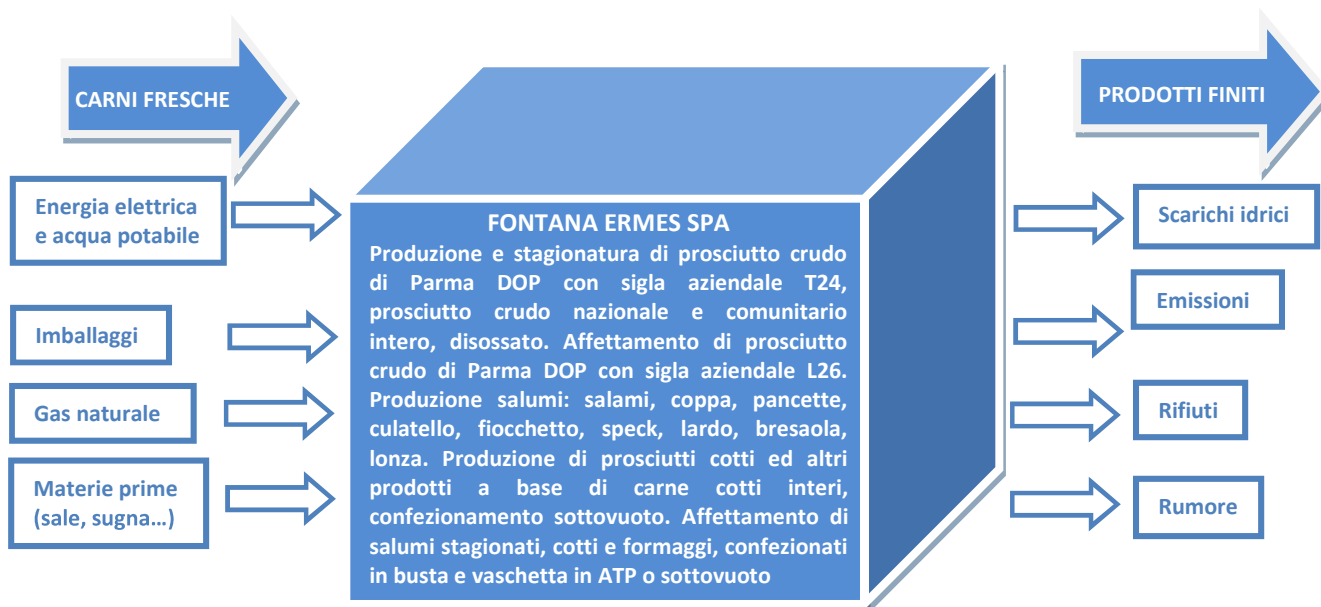 CARNI FRESCHE
PRODOTTI FINITI
Energia elettrica
e acqua potabile
Imballaggi
Gas naturale
Materie prime
(sale, sugna…)
FONTANA ERMES SPA
Produzione e stagionatura di prosciutto crudo
di Parma DOP con sigla aziendale T24,
prosciutto crudo nazionale e comunitario
intero, disossato. Affettamento di prosciutto
crudo di Parma DOP con sigla aziendale L26.
Produzione salumi: salami, coppa, pancette,
culatello, fiocchetto, speck, lardo, bresaola,
lonza. Produzione di prosciutti cotti ed altri
prodotti a base di carne cotti interi,
confezionamento sottovuoto. Affettamento di
salumi stagionati, cotti e formaggi, confezionati
in busta e vaschetta in ATP o sottovuoto
Scarichi idrici
Emissioni
Rifiuti
Rumore